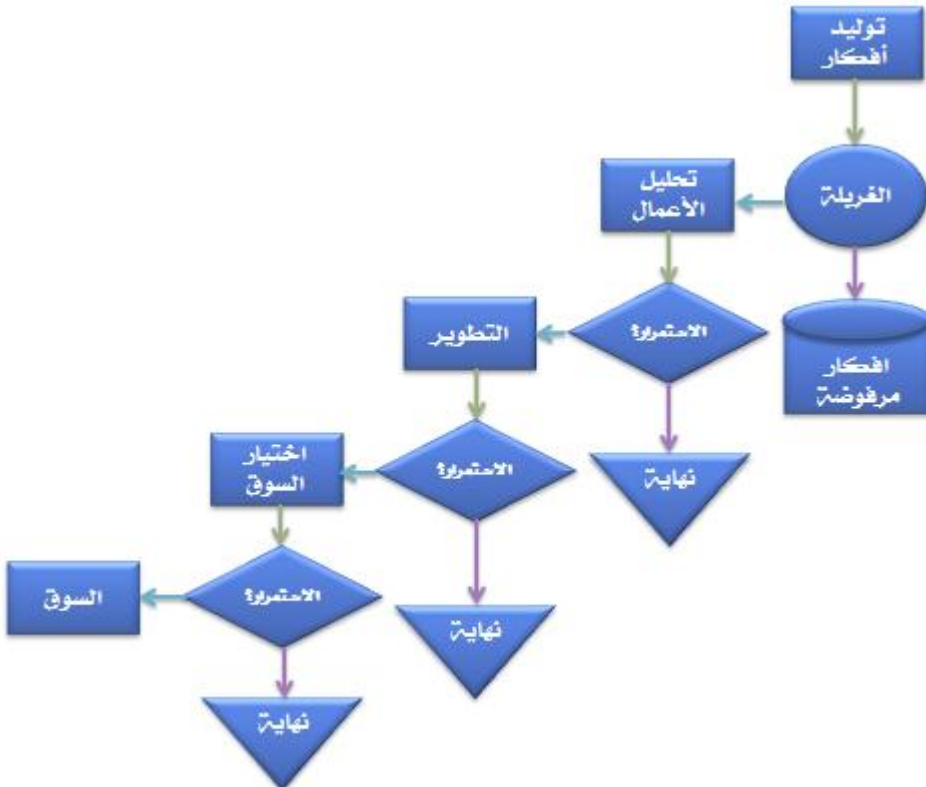 توليد
أفكار
الغربلة
تحليل
الأعمال
افكار
مرفوضة
الاستمرار؟
التطوير
نهاية
الاستمرار؟
اختيار
السوق
نهاية
الاستمرار؟
السوق
نهاية